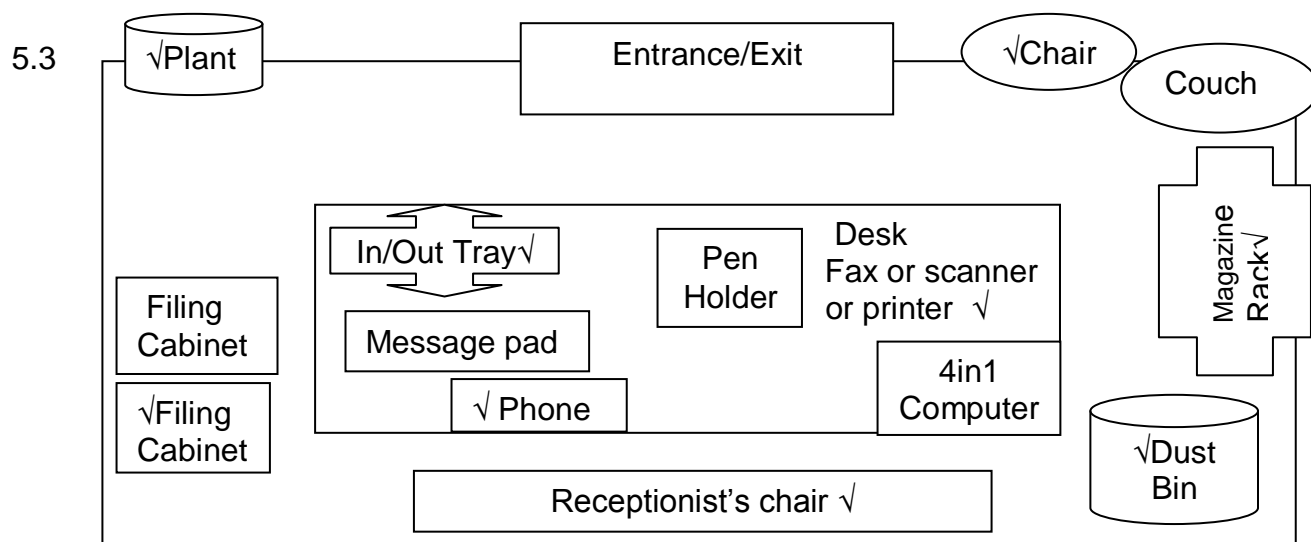 5.3
√Plant
Entrance/Exit
√Chair
Couch
In/Out Tray√
Pen
Holder
Desk
Fax or scanner
or printer √
Magazine
Rack√
Filing
Cabinet
Message pad
4in1
Computer
√Filing
Cabinet
√ Phone
√Dust
Bin
Receptionist’s chair √